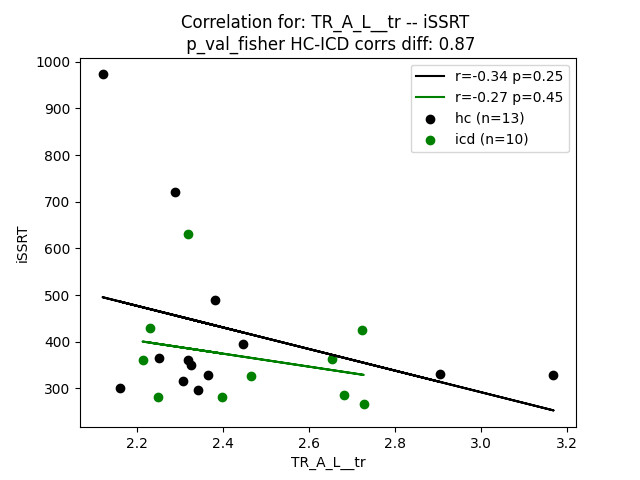 Correlation for: TR_A_L__tr -- iSSRT
p_val_fisher HC-ICD corrs diff: 0.87
r=-0.34 p=0.25
r=-0.27 p=0.45
hc (n=13)
icd (n=10)
iSSRT
1000
900
800
700
600
500
400
300
2.2
2.4
2.6
2.8
3.0
3.2
TR_A_L__tr